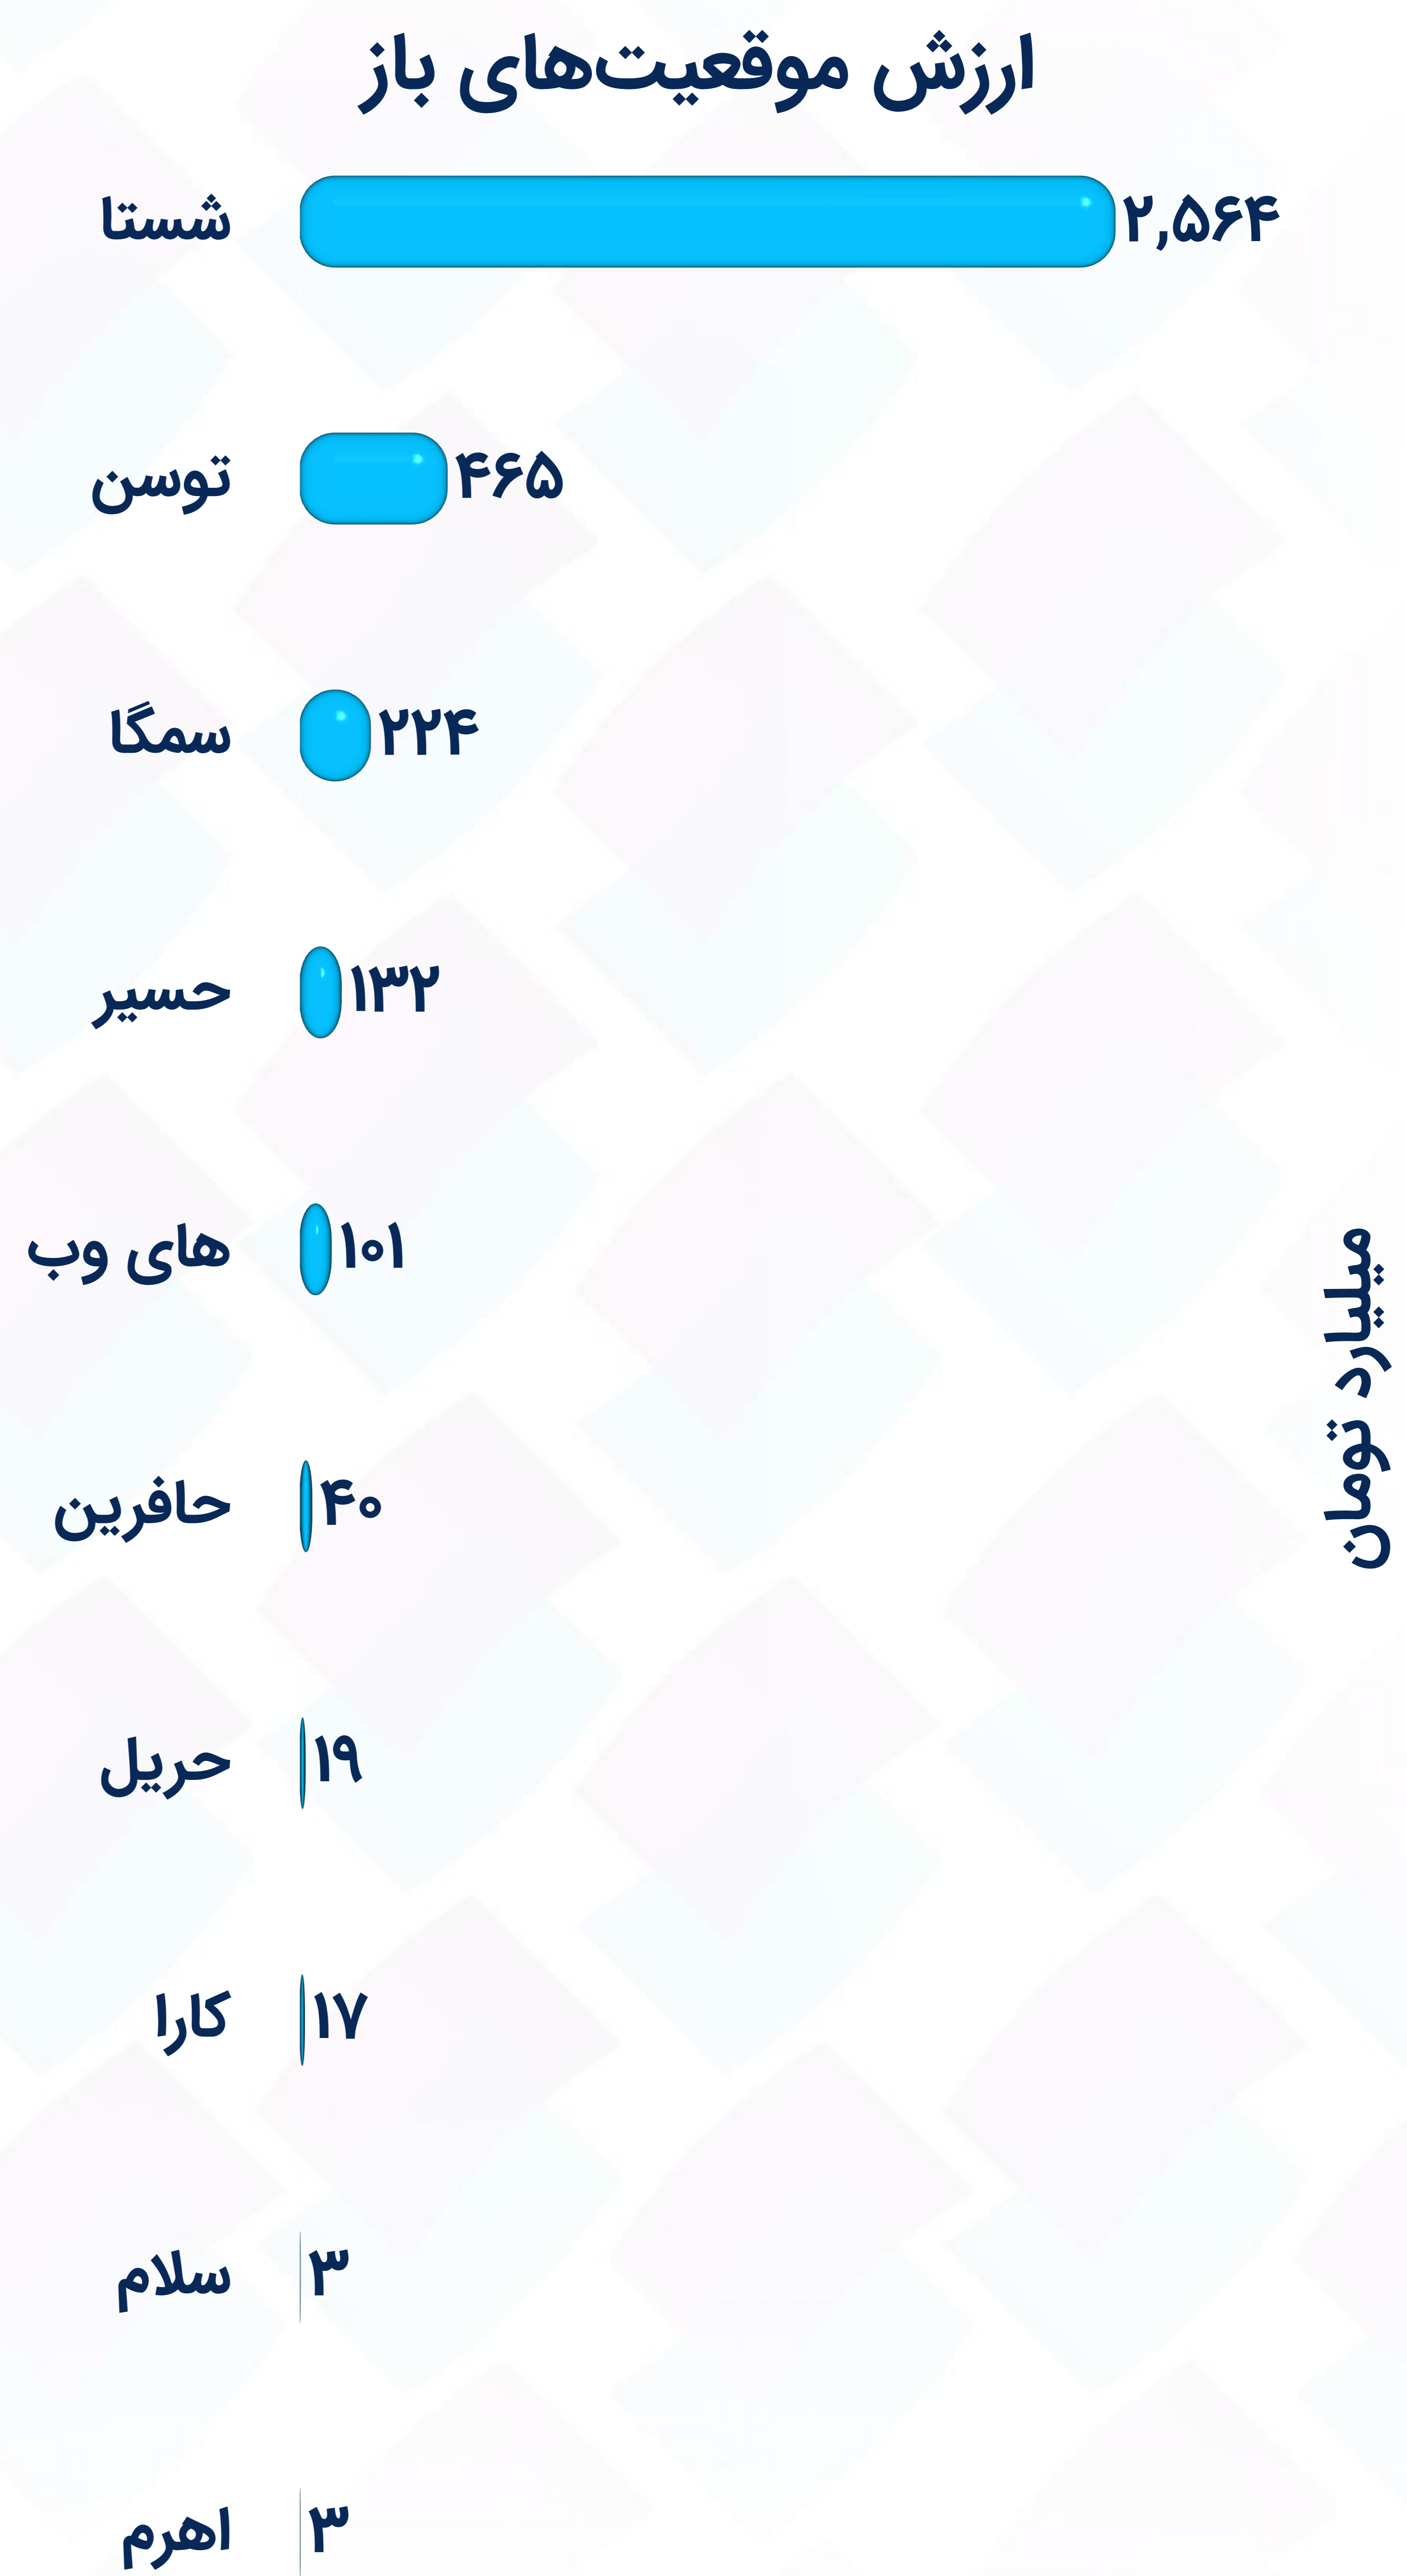 ارزش موقعیت‌های باز
شستا ۲,۵۶۴
توسن ۴۶۵
سمگا ۲۲۴
حسیر ۱۳۲
های وب ۱۰۱
حافرین ۴۰
حریل ۱۹
کارا ۱۷
سلام ۳
اهرم ۳
میلیارد تومان